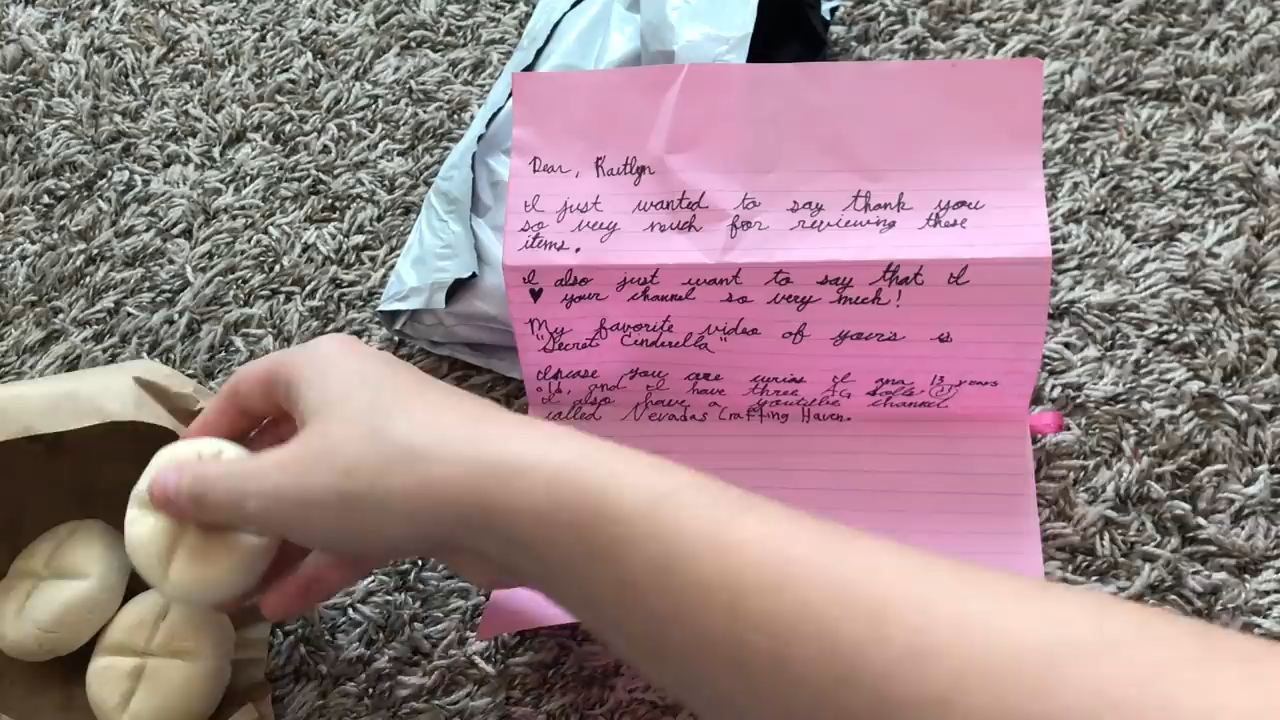 Dear, Kaitlyn
I just wanted to say thank you
so very much for reviewing these
items.
I also just want to say that I
♥ your channel so very much!
My favorite video of yours is
"Secret Cinderella"
you are I 13 years
old, and I have three AG dolls
I also have a youtube channel
called Nevadas Crafting Haven.